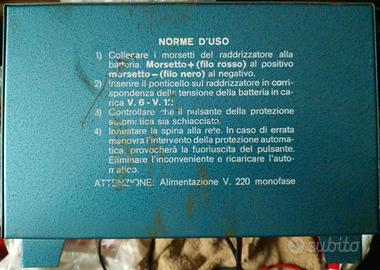 NORME D'USO
1) Collegare i morsetti del raddrizzatore alla
batteria. Morsetto + (filo rosso) al positivo
morsetto – (filo nero) al negativo.
2) Inserire il ponticello sul raddrizzatore in corri-
spondenza delle tensione della batteria in ca-
rica V. 6 - V. 12
3) Controllare che il pulsante della protezione
automatica sia schiacciato.
4) Innestare la spina alla rete. In caso di errata
manovra l'intervento della protezione automa-
tica, provocherà la fuoriuscita del pulsante.
Eliminare l'inconveniente e ricaricare l'auto-
matico.
ATTENZIONE: Alimentazione V. 220 monofase
subito